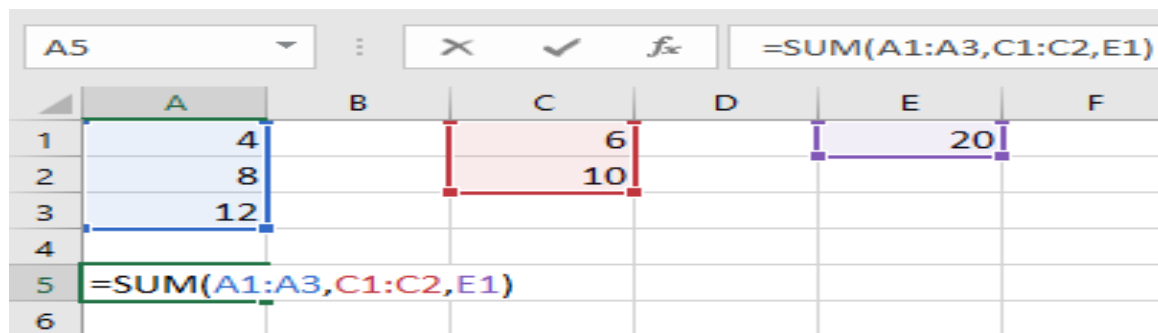 A5 fx =SUM(A1:A3,C1:C2,E1)
A B C D E F
1 4 6 20
2 8 10
3 12
4
5 =SUM(A1:A3,C1:C2,E1)
6